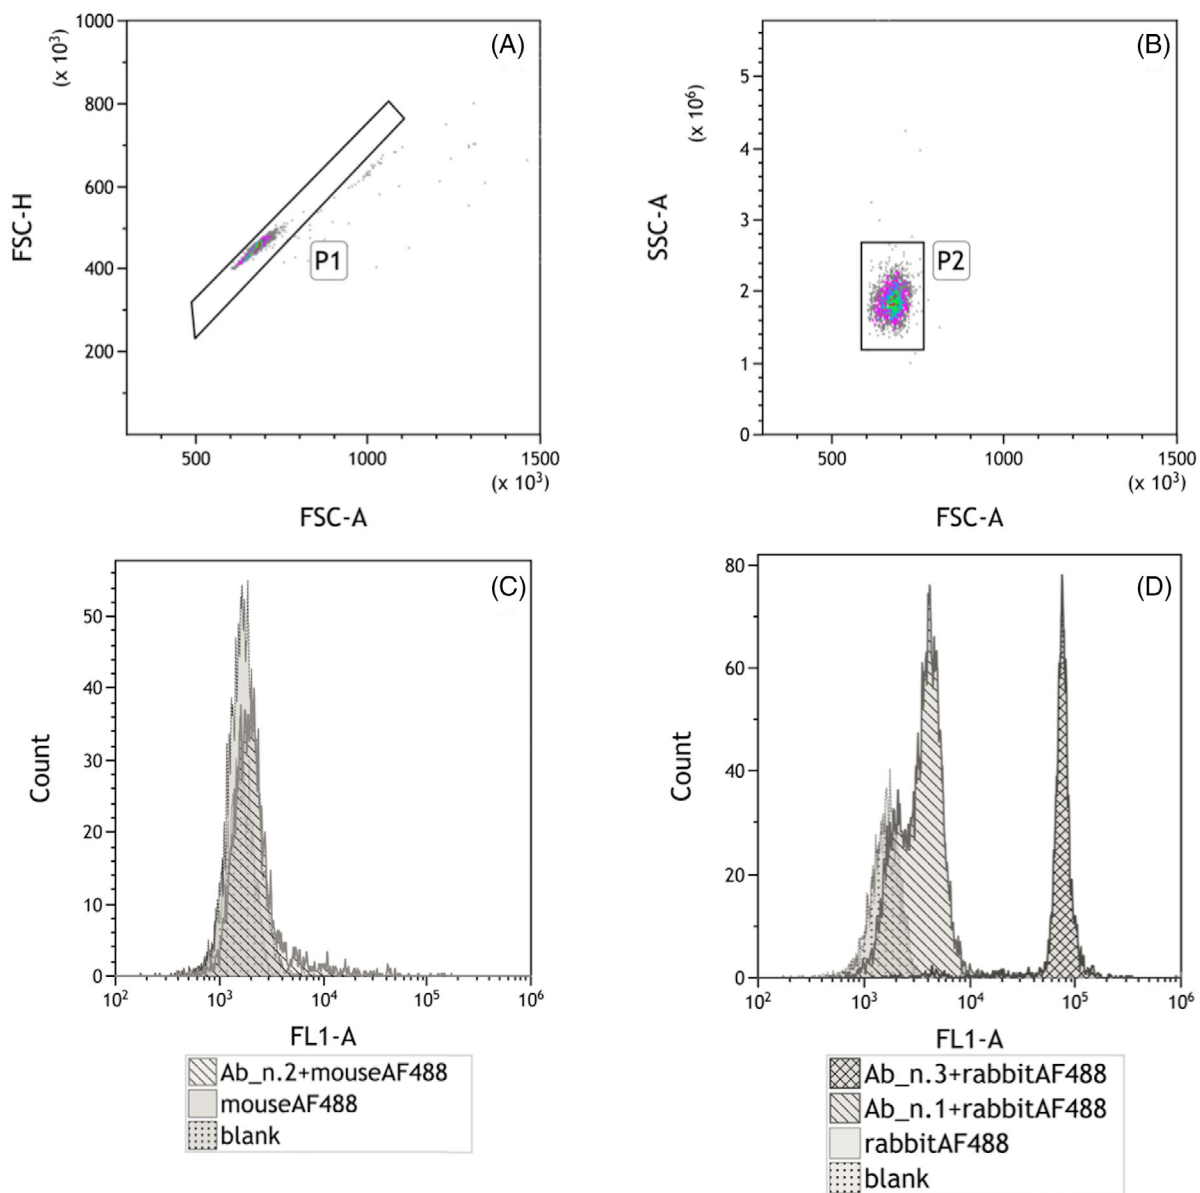 (A)
FSC-H
(x 10³)
1000
800
600
400
200
P1
500
1000
1500
(x 10³)
FSC-A
(B)
SSC-A
(x 10⁶)
5
4
3
2
1
0
P2
500
1000
1500
(x 10³)
FSC-A
(C)
Count
50
40
30
20
10
0
10²
10³
10⁴
10⁵
10⁶
FL1-A
Ab_n.2+mouseAF488
mouseAF488
blank
(D)
Count
80
60
40
20
0
10²
10³
10⁴
10⁵
10⁶
FL1-A
Ab_n.3+rabbitAF488
Ab_n.1+rabbitAF488
rabbitAF488
blank